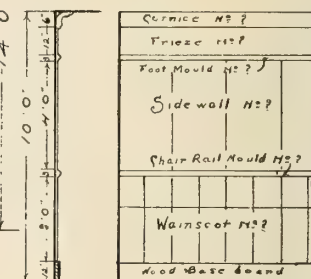 Cornice Nº ?
Frieze Nº ?
Foot Mould Nº ?
Side wall Nº ?
Chair Rail Mould Nº ?
Wainscot Nº ?
Wood Base board
10'0"
4'0"